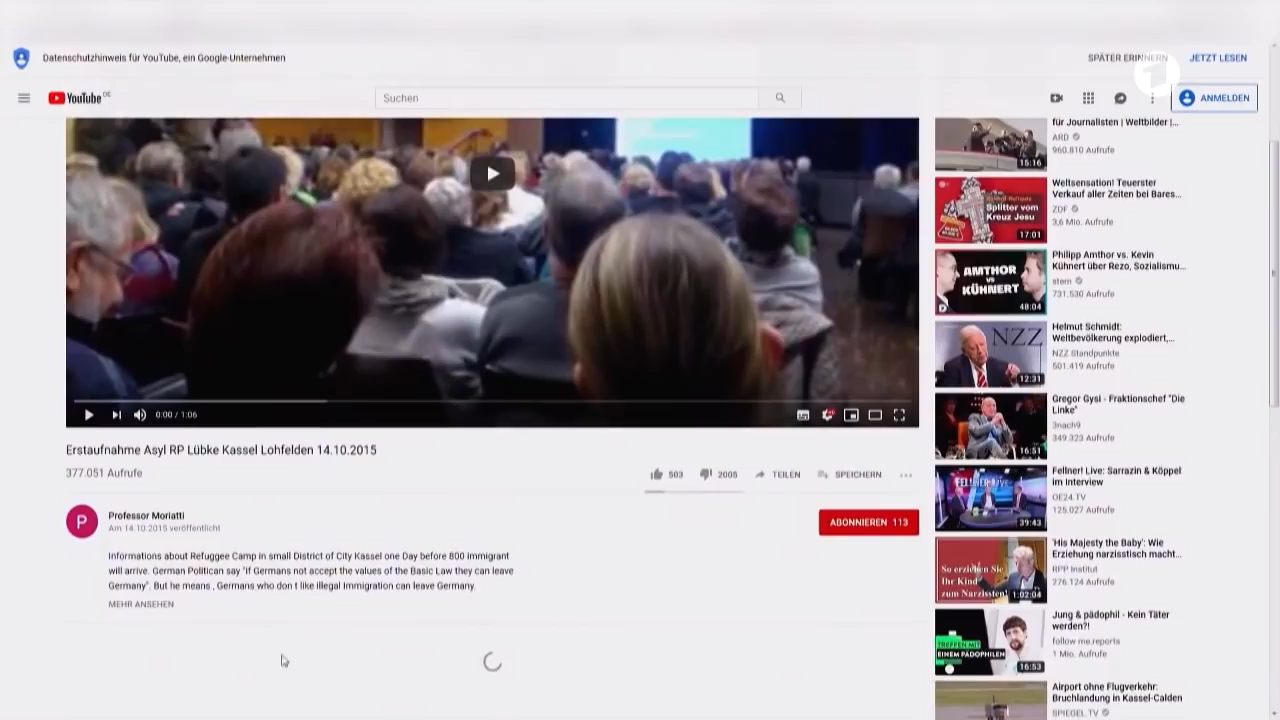 Datenschutzhinweis für YouTube, ein Google-Unternehmen
SPÄTER ERINNERN
JETZT LESEN
YouTube DE
Suchen
ANMELDEN
0:00 / 1:06
Erstaufnahme Asyl RP Lübke Kassel Lohfelden 14.10.2015
377.051 Aufrufe
503
2005
TEILEN
SPEICHERN
P
Professor Moriatti
Am 14.10.2015 veröffentlicht
ABONNIEREN 113
Informations about Refuggee Camp in small District of City Kassel one Day before 800 immigrant
will arrive. German Politican say "if Germans not accept the values of the Basic Law they can leave
Germany". But he means , Germans who don t like illegal Immigration can leave Germany.
MEHR ANSEHEN
für Journalisten | Weltbilder |...
ARD
960.810 Aufrufe
15:16
Weltsensation! Teuerster
Verkauf aller Zeiten bei Bares...
ZDF
3,6 Mio. Aufrufe
Splitter vom
Kreuz Jesu
17:01
Philipp Amthor vs. Kevin
Kühnert über Rezo, Sozialismu...
stern
731.530 Aufrufe
AMTHOR
VS
KÜHNERT
48:04
Helmut Schmidt:
Weltbevölkerung explodiert,...
NZZ Standpunkte
501.419 Aufrufe
NZZ
12:31
Gregor Gysi - Fraktionschef "Die
Linke"
3nach9
349.323 Aufrufe
16:51
Fellner! Live: Sarrazin & Köppel
im Interview
OE24.TV
125.027 Aufrufe
FELLNER! LIVE
39:43
'His Majesty the Baby': Wie
Erziehung narzisstisch macht...
RPP Institut
276.124 Aufrufe
So erziehen Sie
Ihr Kind
zum Narzissten!
1:02:04
Jung & pädophil - Kein Täter
werden?!
follow me.reports
1 Mio. Aufrufe
TREFFEN MIT
EINEM PÄDOPHILEN
16:53
Airport ohne Flugverkehr:
Bruchlandung in Kassel-Calden
SPIEGEL TV